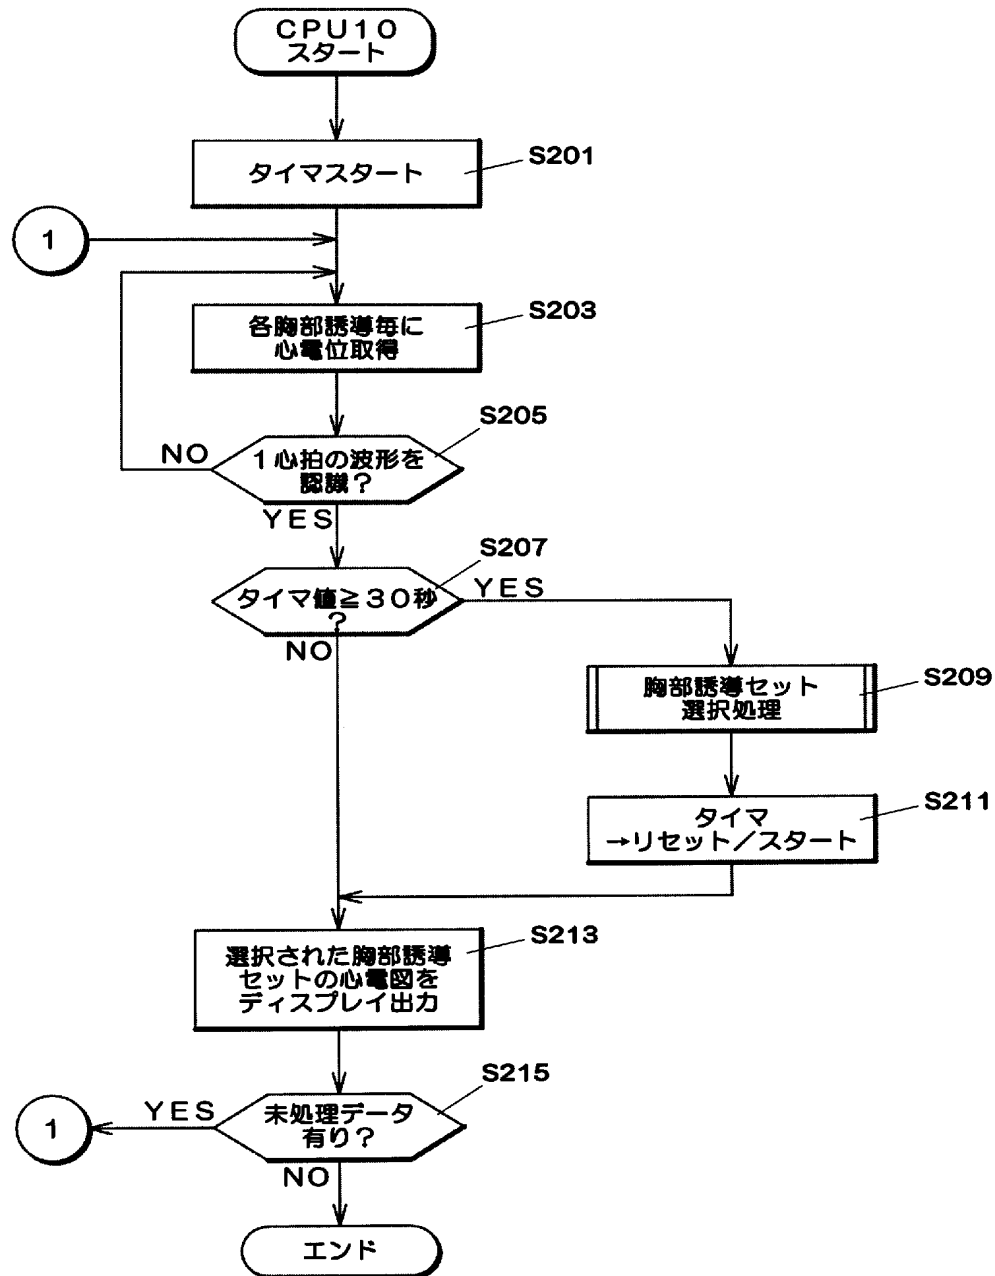 CPU10
スタート
タイマスタート
S201
1
各胸部誘導毎に
心電位取得
S203
S205
NO
1心拍の波形を
認識?
YES
S207
タイマ値≧30秒
?
YES
NO
胸部誘導セット
選択処理
S209
タイマ
→リセット/スタート
S211
選択された胸部誘導
セットの心電図を
ディスプレイ出力
S213
S215
1
YES
未処理データ
有り?
NO
エンド